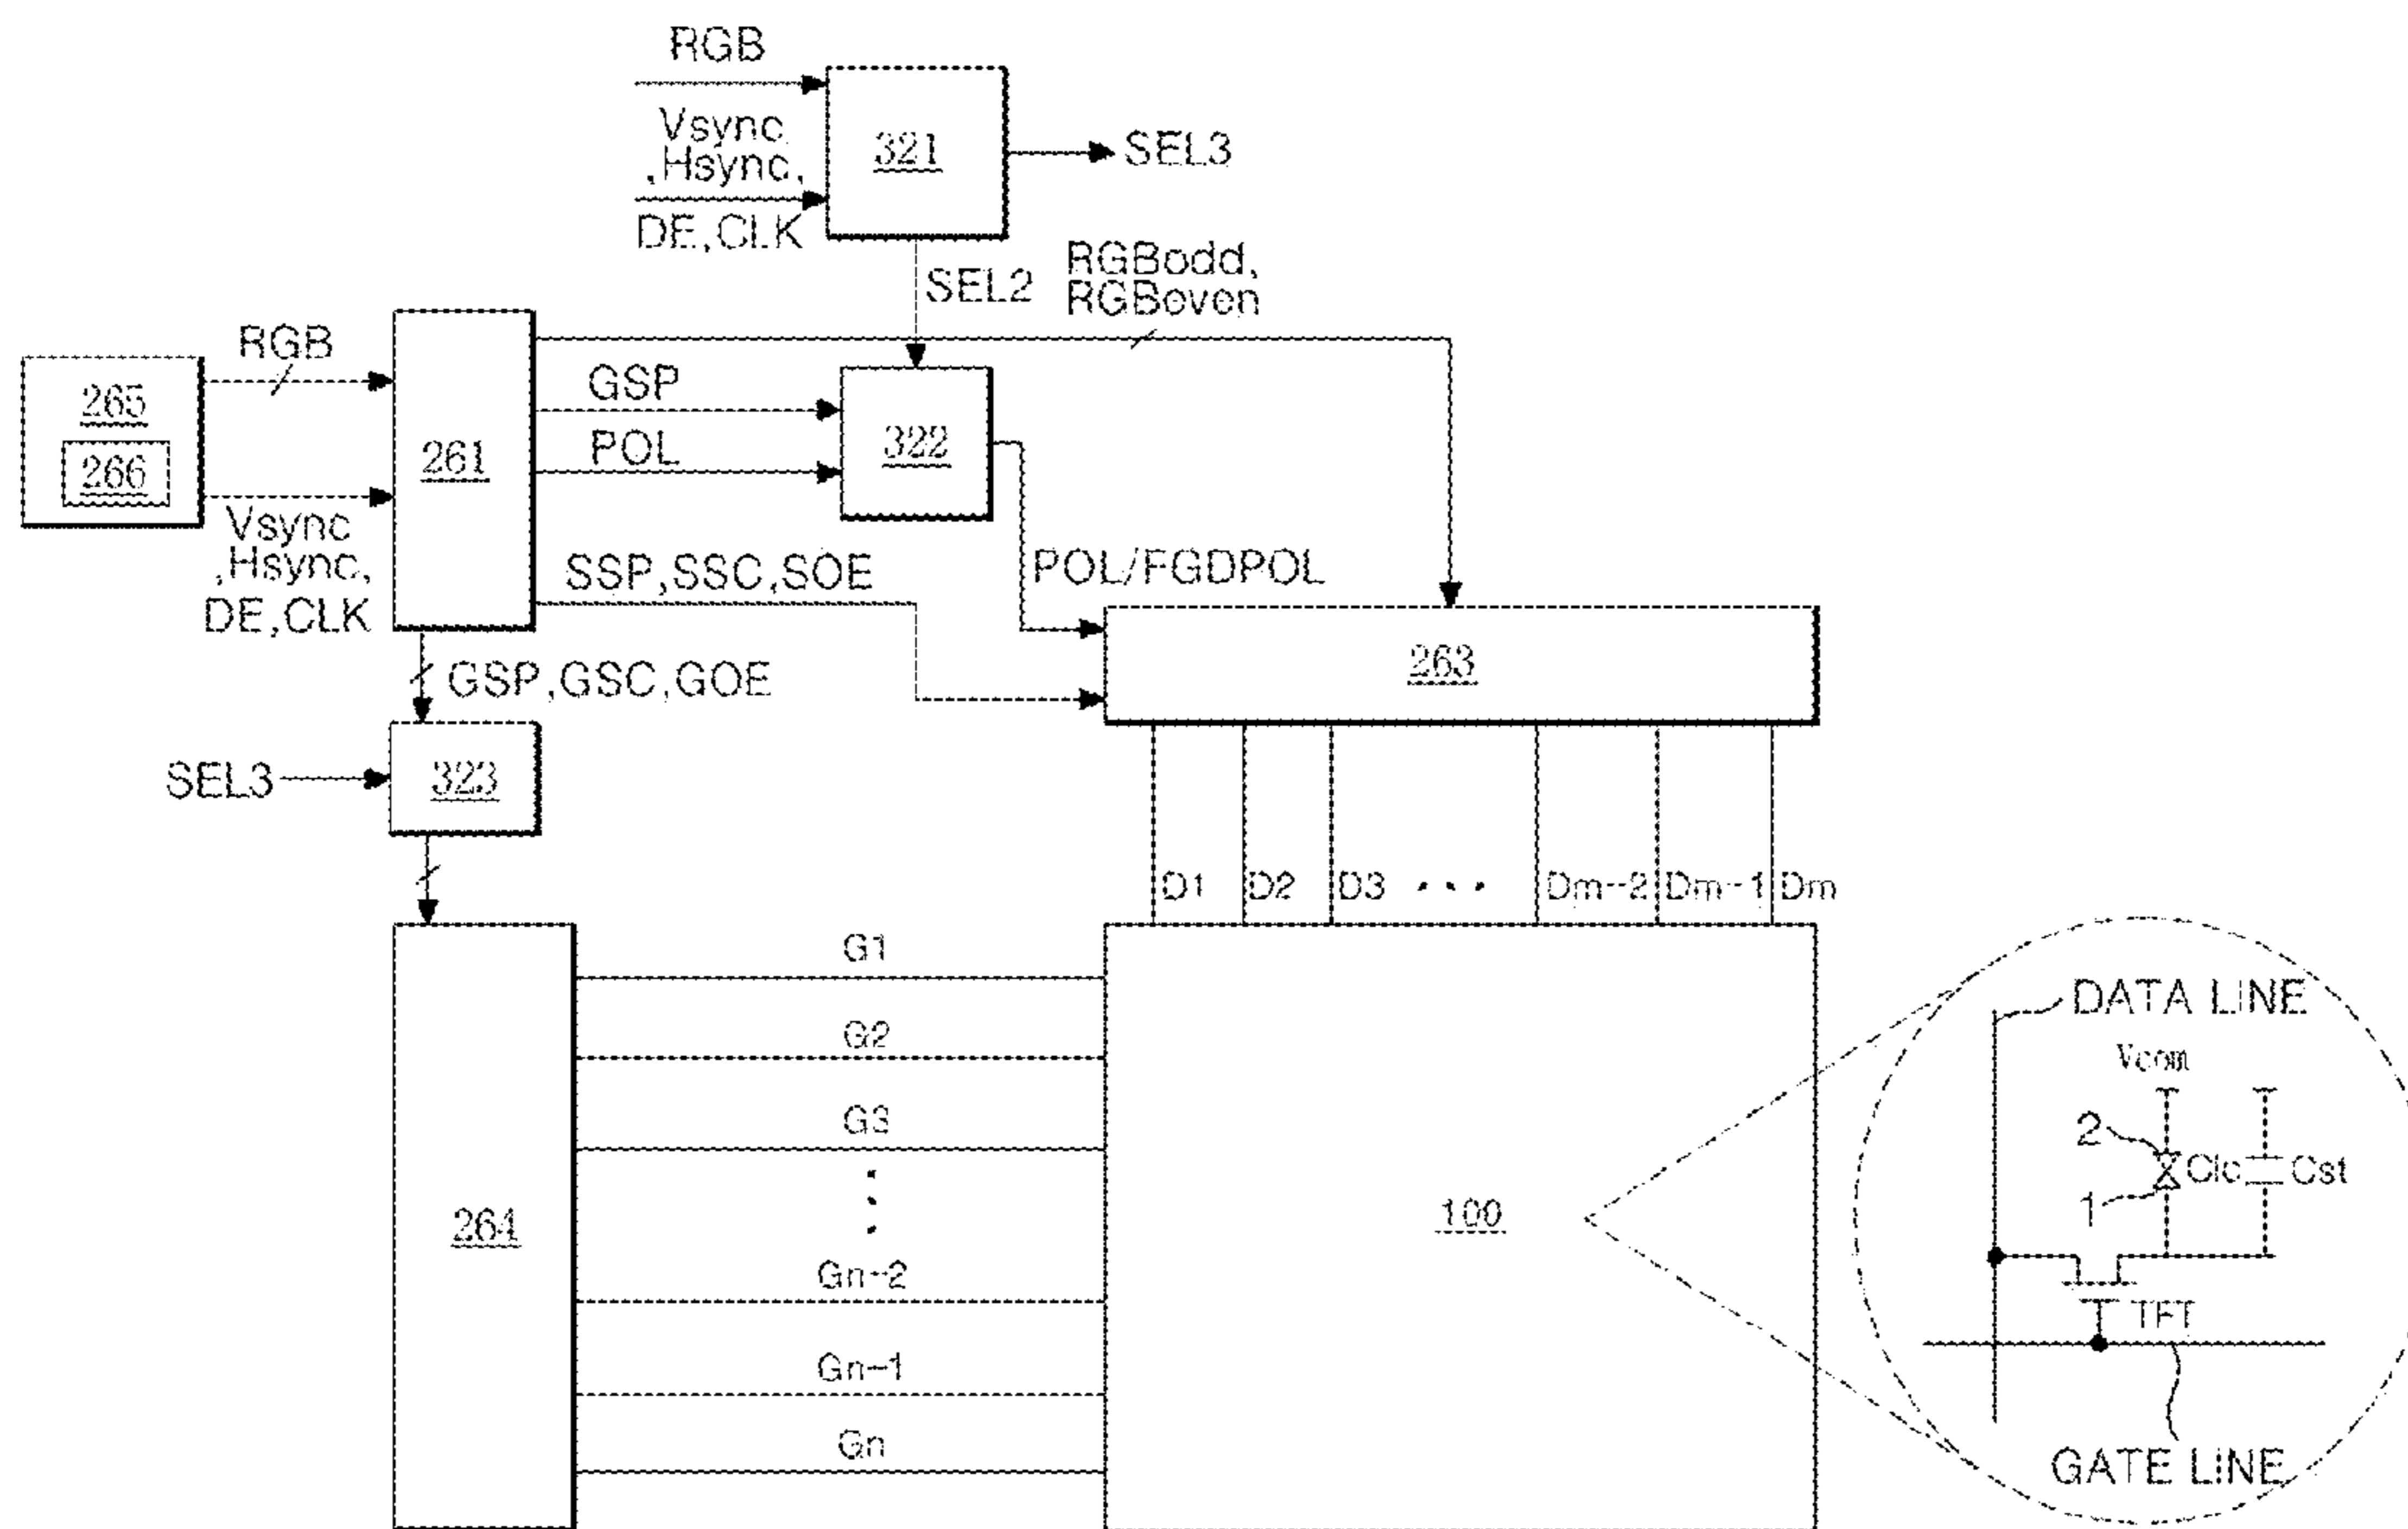 RGB
Vsync
,Hsync,
DE,CLK
321
SEL3
SEL2
RGBodd,
RGBeven
RGB
265
266
Vsync
,Hsync,
DE,CLK
261
GSP
POL
322
SSP,SSC,SOE
POL/FGDPOL
263
GSP,GSC,GOE
SEL3
323
D1 D2 D3 ... Dm-2 Dm-1 Dm
264
G1
G2
G3
Gn-2
Gn-1
Gn
100
DATA LINE
Vcom
2
Clc
Cst
1
TFT
GATE LINE